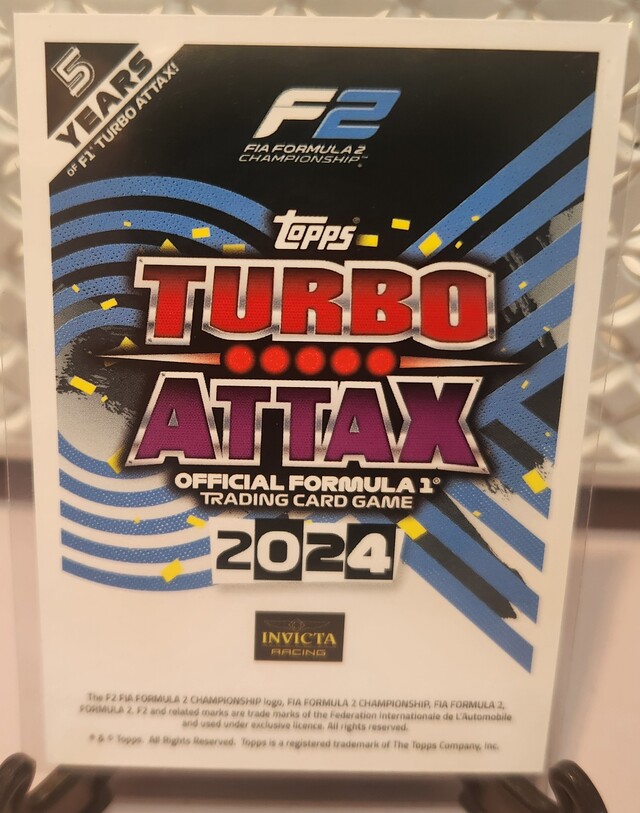 5
YEARS
OF F1® TURBO ATTAX!
F2
FIA FORMULA 2
CHAMPIONSHIP™
Topps®
TURBO
ATTAX
OFFICIAL FORMULA 1®
TRADING CARD GAME
2024
INVICTA
RACING
The F2 FIA FORMULA 2 CHAMPIONSHIP logo, FIA FORMULA 2 CHAMPIONSHIP, FIA FORMULA 2,
FORMULA 2, F2 and related marks are trade marks of the Federation Internationale de L'Automobile
and used under exclusive licence. All rights reserved.
® & © Topps. All Rights Reserved. Topps is a registered trademark of The Topps Company, Inc.